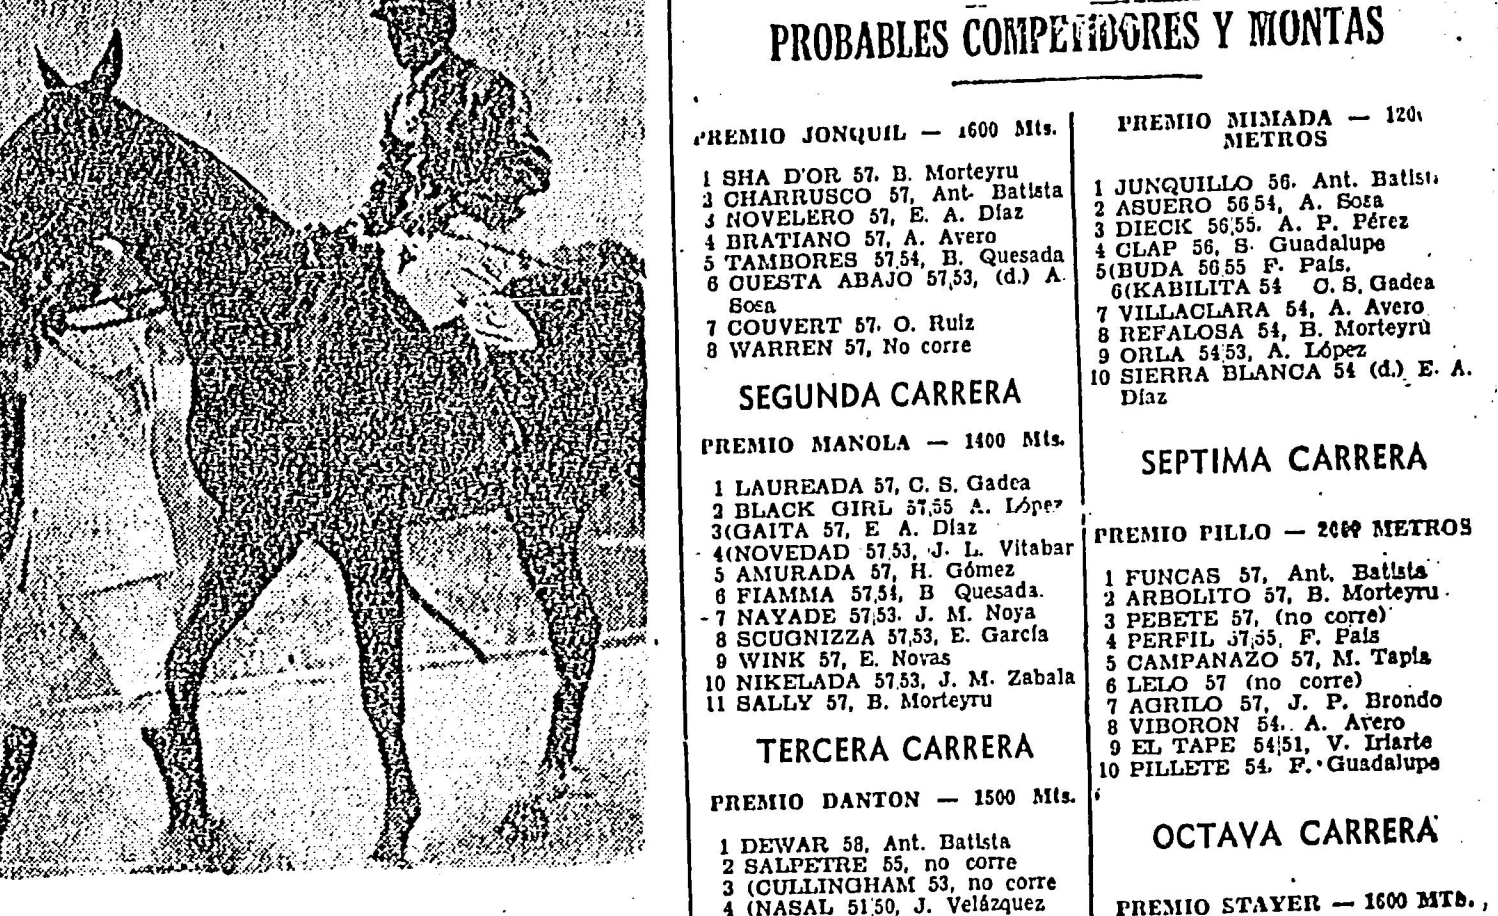 PROBABLES COMPETIDORES Y MONTAS
PREMIO JONQUIL — 1600 Mts.
1 SHA D'OR 57. B. Morteyru
2 CHARRUSCO 57, Ant. Batista
3 NOVELERO 57, E. A. Díaz
4 BRATIANO 57, A. Avero
5 TAMBORES 57,54, B. Quesada
6 CUESTA ABAJO 57,53, (d.) A.
Sosa
7 COUVERT 57. O. Ruiz
8 WARREN 57, No corre
SEGUNDA CARRERA
PREMIO MANOLA — 1400 Mts.
1 LAUREADA 57, C. S. Gadea
2 BLACK GIRL 57,55 A. López
3(GAITA 57, E A. Díaz
4(NOVEDAD 57,53, J. L. Vitabar
5 AMURADA 57, H. Gómez
6 FIAMMA 57,54, B Quesada.
7 NAYADE 57,53. J. M. Noya
8 SCUGNIZZA 57,53, E. García
9 WINK 57, E. Novas
10 NIKELADA 57,53, J. M. Zabala
11 SALLY 57, B. Morteyru
TERCERA CARRERA
PREMIO DANTON — 1500 Mts.
1 DEWAR 58, Ant. Batista
2 SALPETRE 55, no corre
3 (CULLINGHAM 53, no corre
4 (NASAL 51'50, J. Velázquez
PREMIO MIMADA —
METROS
1 JUNQUILLO 56. Ant. Batista
2 ASUERO 56 54, A. Sosa
3 DIECK 56,55. A. P. Pérez
4 CLAP 56, S. Guadalupe
5(BUDA 56 55 F. País.
6(KABILITA 54 C. S. Gadea
7 VILLACLARA 54, A. Avero
8 REFALOSA 54, B. Morteyru
9 ORLA 54'53, A. López
10 SIERRA BLANCA 54 (d.) E. A.
Díaz
SEPTIMA CARRERA
PREMIO PILLO — METROS
1 FUNCAS 57, Ant. Batista
2 ARBOLITO 57, B. Morteyru.
3 PEBETE 57, (no corre)
4 PERFIL 57,55, F. País
5 CAMPANAZO 57, M. Tapia
6 LELO 57 (no corre)
7 AGRILO 57, J. P. Brondo
8 VIBORON 54.. A. Avero
9 EL TAPE 54'51, V. Iriarte
10 PILLETE 54. F. Guadalupe
OCTAVA CARRERA
PREMIO STAYER — 1600 MTS.,